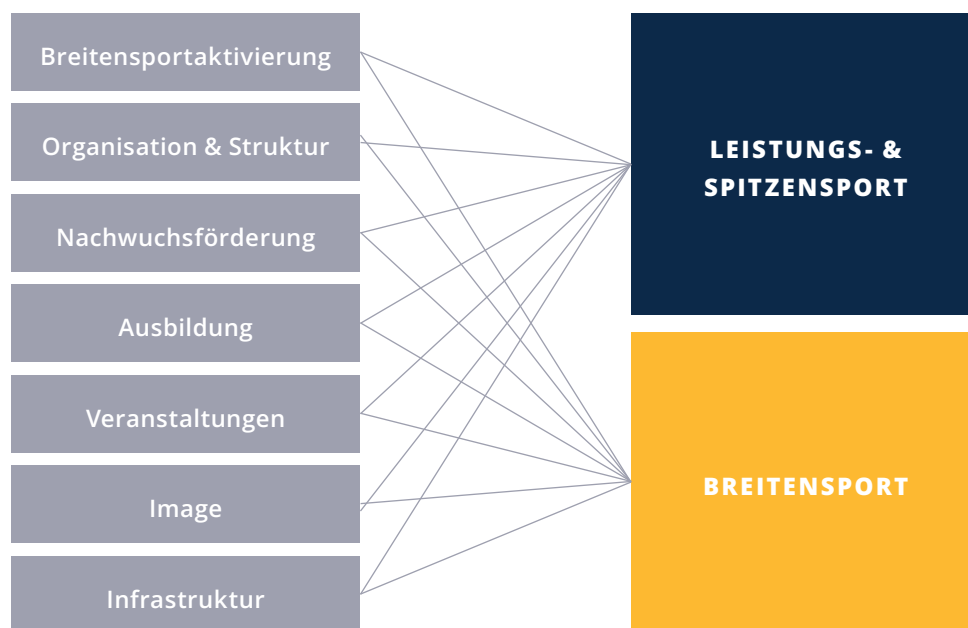 Breitensportaktivierung
Organisation & Struktur
Nachwuchsförderung
Ausbildung
Veranstaltungen
Image
Infrastruktur
LEISTUNGS- &
SPITZENSPORT
BREITENSPORT